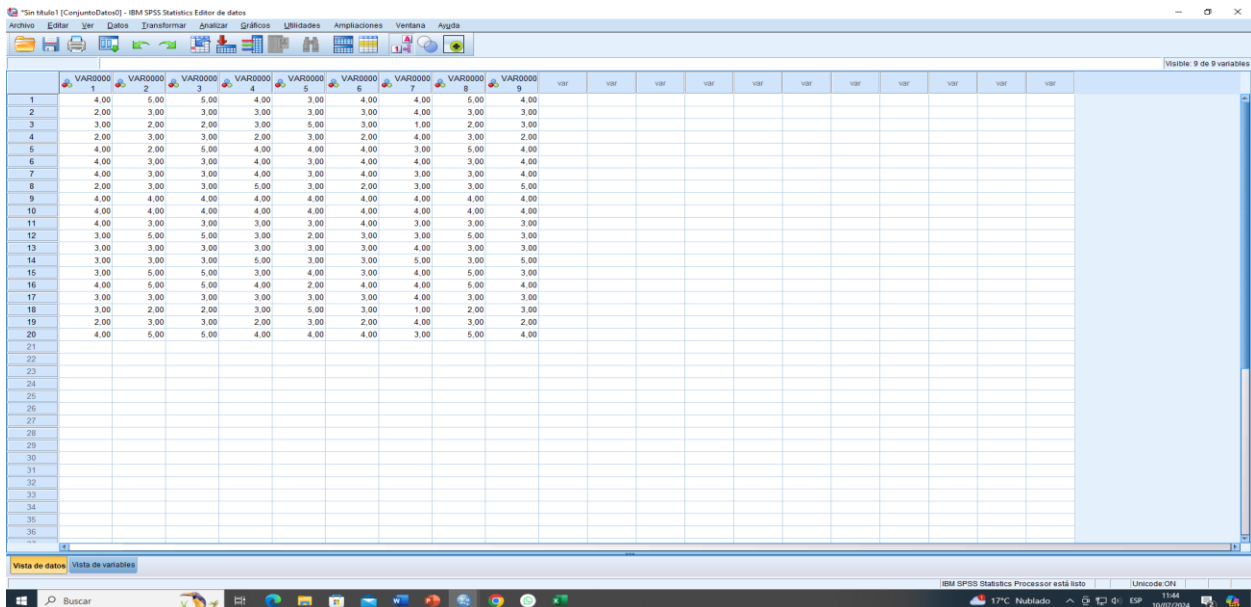 *Sin título1 [ConjuntoDatos0] - IBM SPSS Statistics Editor de datos
Archivo Editar Ver Datos Transformar Analizar Gráficos Utilidades Ampliaciones Ventana Ayuda
Visible: 9 de 9 variables
VAR00001 VAR00002 VAR00003 VAR00004 VAR00005 VAR00006 VAR00007 VAR00008 VAR00009 var var var var var var var var var var var
1 4,00 5,00 5,00 4,00 3,00 4,00 4,00 5,00 4,00
2 2,00 3,00 3,00 3,00 3,00 3,00 4,00 3,00 3,00
3 3,00 2,00 2,00 3,00 5,00 3,00 1,00 2,00 3,00
4 2,00 3,00 3,00 2,00 3,00 2,00 4,00 3,00 2,00
5 4,00 2,00 5,00 4,00 4,00 4,00 3,00 5,00 4,00
6 4,00 3,00 3,00 4,00 3,00 4,00 3,00 3,00 4,00
7 4,00 3,00 3,00 4,00 3,00 3,00 3,00 3,00 4,00
8 2,00 3,00 3,00 5,00 3,00 2,00 3,00 3,00 5,00
9 4,00 4,00 4,00 4,00 4,00 4,00 4,00 4,00 4,00
10 4,00 4,00 4,00 4,00 4,00 4,00 4,00 4,00 4,00
11 4,00 3,00 3,00 3,00 3,00 4,00 3,00 3,00 3,00
12 3,00 5,00 5,00 3,00 2,00 3,00 3,00 5,00 3,00
13 3,00 3,00 3,00 3,00 3,00 3,00 4,00 3,00 3,00
14 3,00 3,00 3,00 5,00 3,00 3,00 5,00 3,00 5,00
15 3,00 5,00 5,00 3,00 4,00 3,00 4,00 5,00 3,00
16 4,00 5,00 5,00 4,00 2,00 4,00 4,00 5,00 4,00
17 3,00 3,00 3,00 3,00 3,00 3,00 4,00 3,00 3,00
18 3,00 2,00 2,00 3,00 5,00 3,00 1,00 2,00 3,00
19 2,00 3,00 3,00 2,00 3,00 2,00 4,00 3,00 2,00
20 4,00 5,00 5,00 4,00 4,00 4,00 3,00 5,00 4,00
21
22
23
24
25
26
27
28
29
30
31
32
33
34
35
36
Vista de datos Vista de variables
IBM SPSS Statistics Processor está listo Unicode:ON
Buscar 17°C Nublado ESP 11:44
10/07/2024